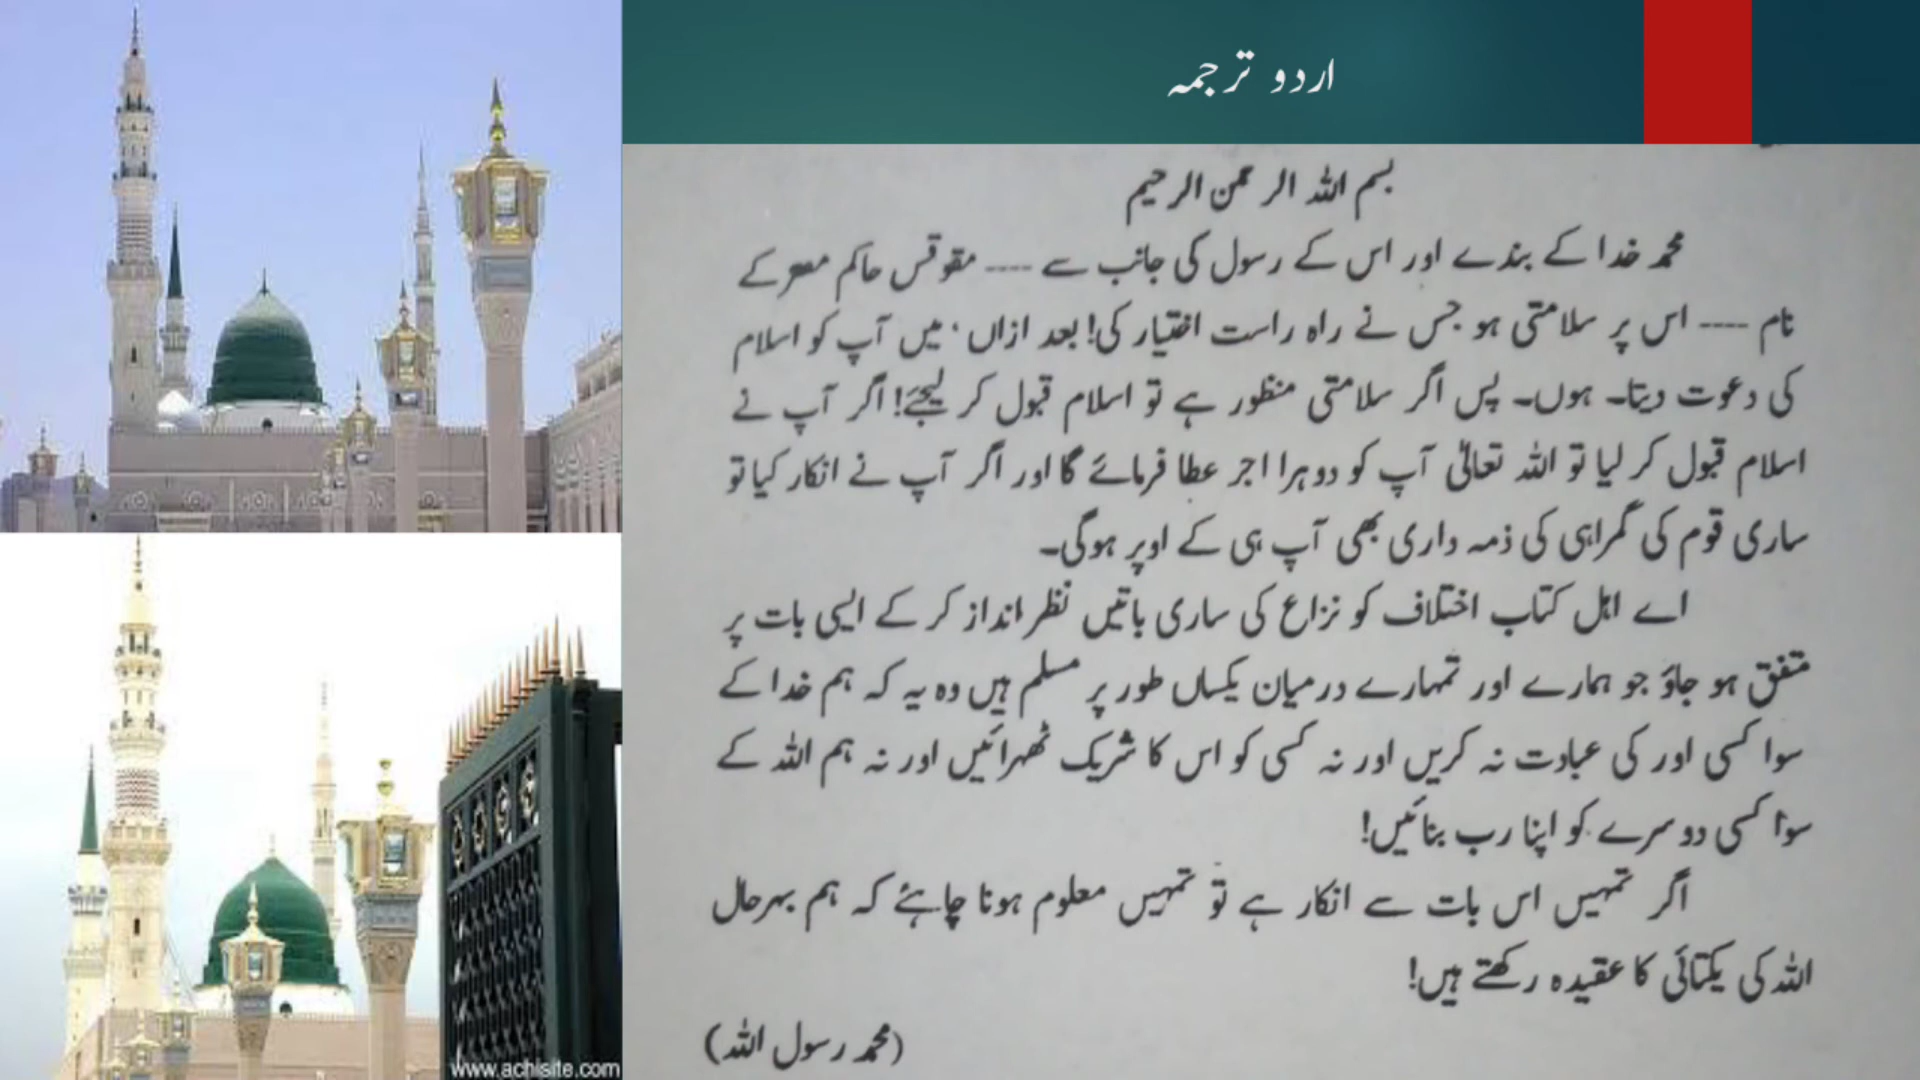 اردو ترجمہ
بسم اللہ الرحمن الرحیم
محمد خدا کے بندے اور اس کے رسول کی جانب سے ---- مقوقس حاکم مصر کے
نام ---- اس پر سلامتی ہو جس نے راہ راست اختیار کی! بعد ازاں، میں آپ کو اسلام
کی دعوت دیتا۔ ہوں۔ پس اگر سلامتی منظور ہے تو اسلام قبول کر لیجئے! اگر آپ نے
اسلام قبول کر لیا تو اللہ تعالیٰ آپ کو دوہرا اجر عطا فرمائے گا اور اگر آپ نے انکار کیا تو
ساری قوم کی گمراہی کی ذمہ داری بھی آپ ہی کے اوپر ہوگی۔
اے اہل کتاب اختلاف کو نزاع کی ساری باتیں نظر انداز کر کے ایسی بات پر
متفق ہو جاؤ جو ہمارے اور تمہارے درمیان یکساں طور پر مسلم ہیں وہ یہ کہ ہم خدا کے
سوا کسی اور کی عبادت نہ کریں اور نہ کسی کو اس کا شریک ٹھرائیں اور نہ ہم اللہ کے
سوا کسی دوسرے کو اپنا رب بنائیں!
اگر تمہیں اس بات سے انکار ہے تو تمہیں معلوم ہونا چاہئے کہ ہم بہرحال
اللہ کی یکتائی کا عقیدہ رکھتے ہیں!
(محمد رسول اللہ)
www.achisite.com